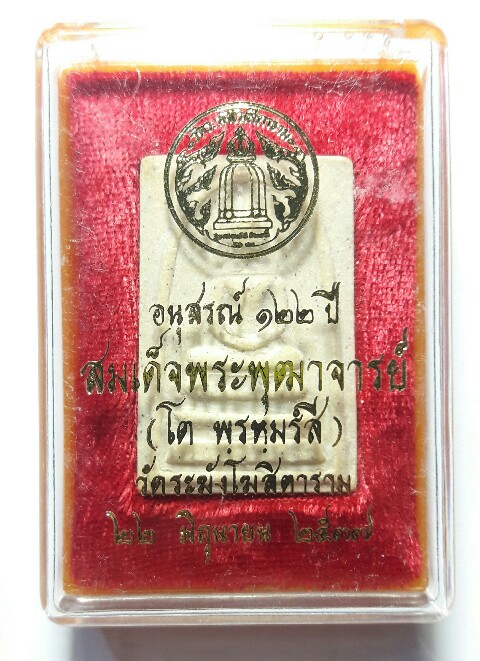 อนุสรณ์ ๑๒๒ ปี
สมเด็จพระพุฒาจารย์
(โต พฺรหฺมรํสี)
วัดระฆังโฆสิตาราม
๒๒ มิถุนายน ๒๕๓๗